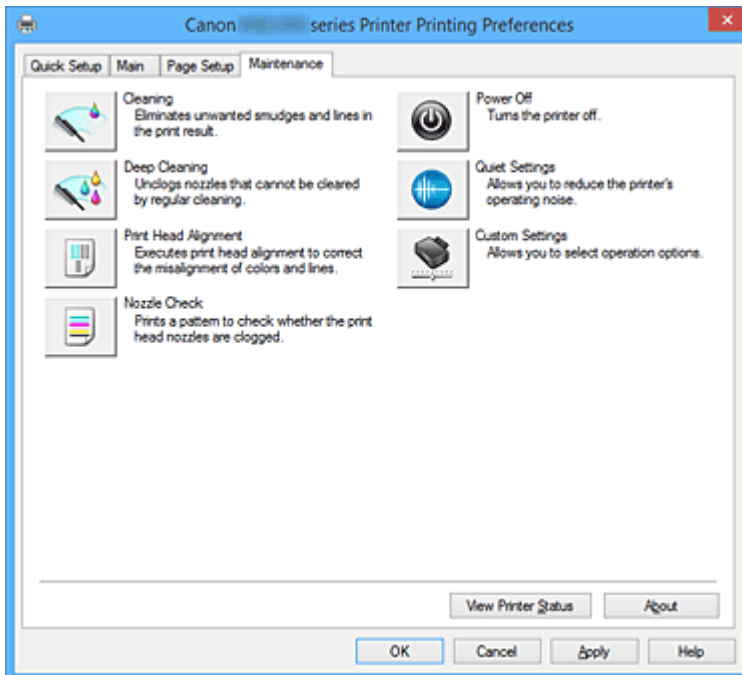 Canon series Printer Printing Preferences
Quick Setup Main Page Setup Maintenance
Cleaning
Eliminates unwanted smudges and lines in
the print result.
Deep Cleaning
Unclogs nozzles that cannot be cleared
by regular cleaning.
Print Head Alignment
Executes print head alignment to correct
the misalignment of colors and lines.
Nozzle Check
Prints a pattern to check whether the print
head nozzles are clogged.
Power Off
Turns the printer off.
Quiet Settings
Allows you to reduce the printer's
operating noise.
Custom Settings
Allows you to select operation options.
View Printer Status About
OK Cancel Apply Help